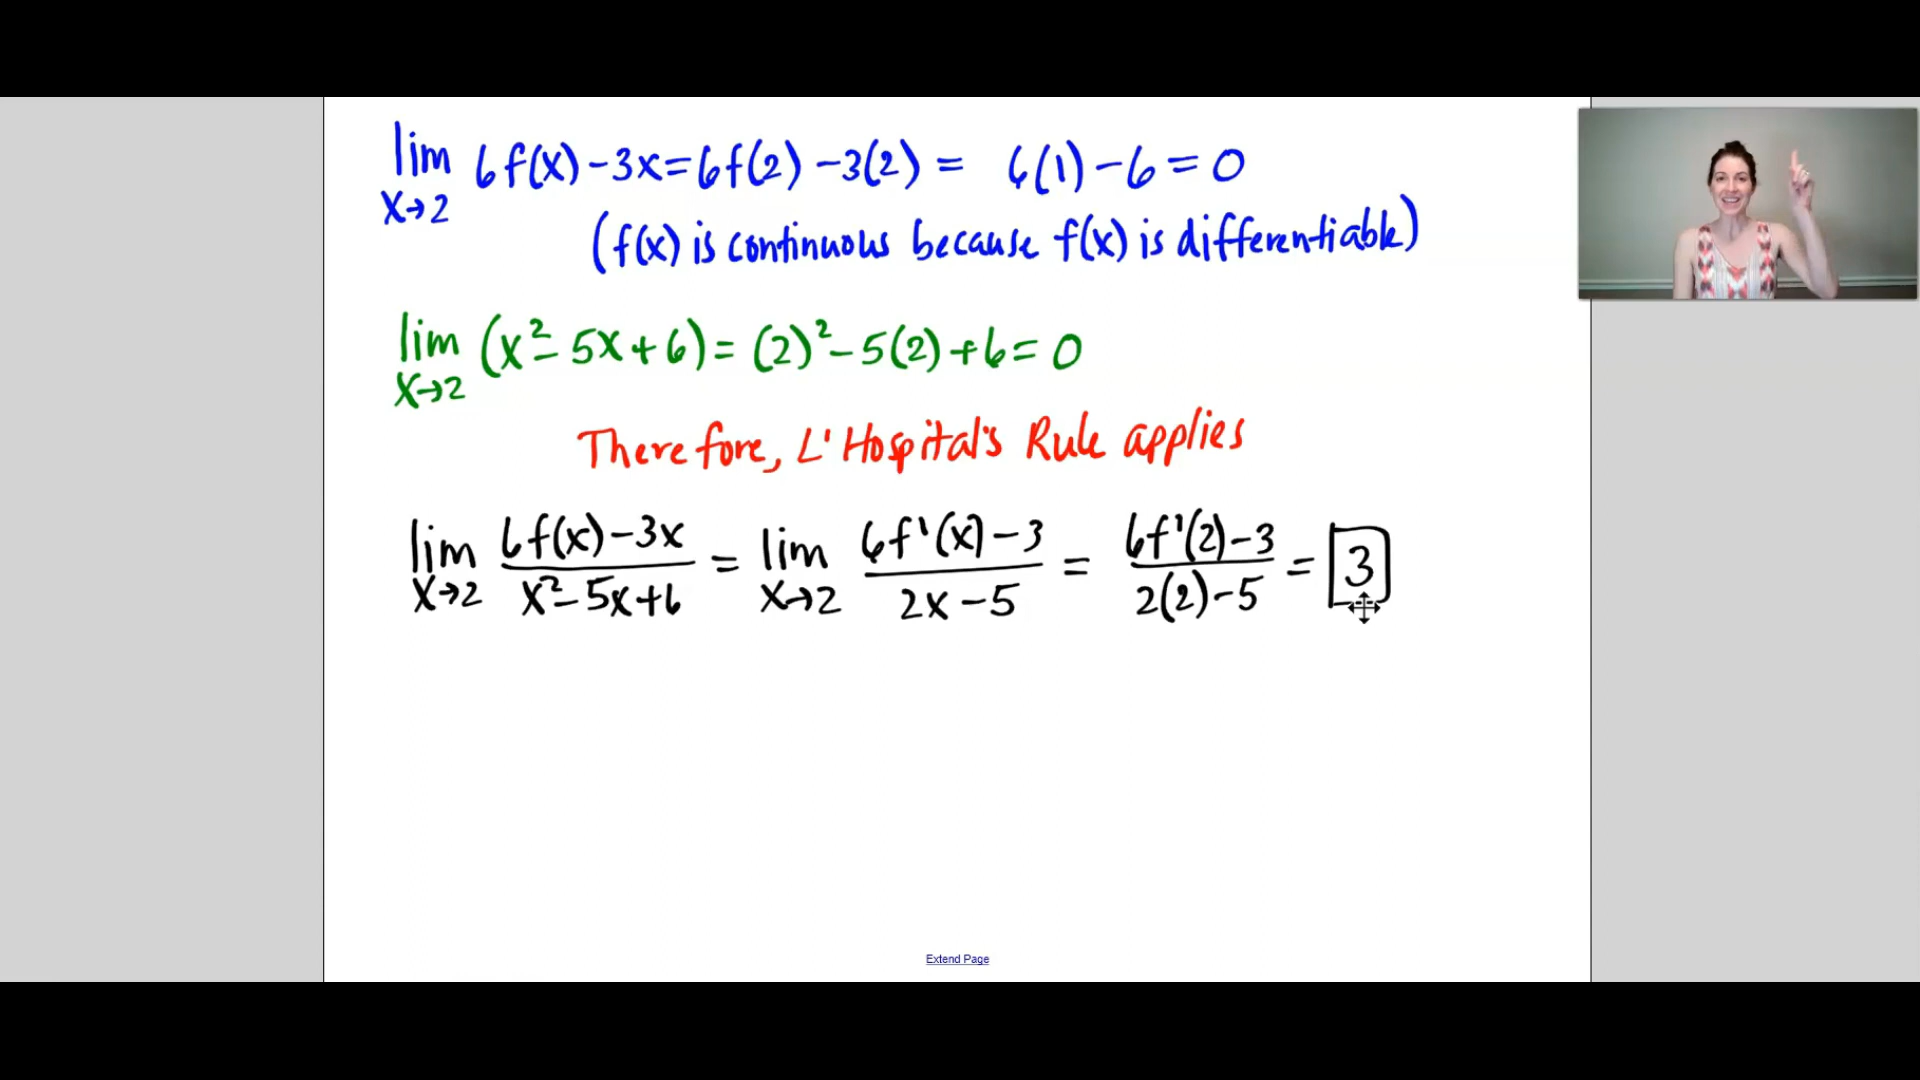 lim 6f(x)-3x=6f(2)-3(2) = 6(1)-6=0
x→2
(f(x) is continuous because f(x) is differentiable)
lim (x²-5x+6)=(2)²-5(2)+6=0
x→2
Therefore, L'Hospital's Rule applies
lim 6f(x)-3x = lim 6f'(x)-3 = 6f'(2)-3 = 3
x→2 x²-5x+6 x→2 2x-5 2(2)-5
Extend Page